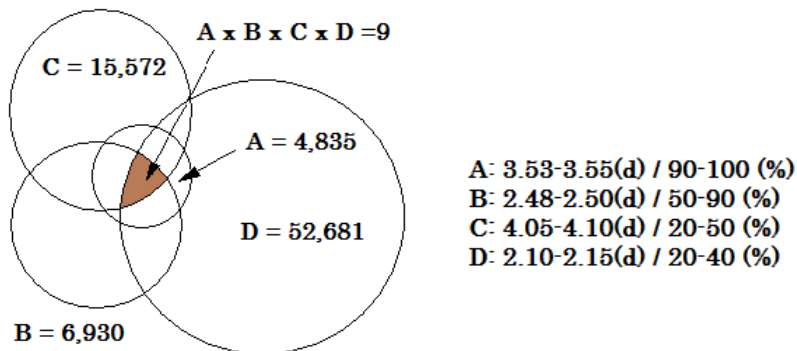 A x B x C x D =9
C = 15,572
A = 4,835
D = 52,681
B = 6,930
A: 3.53-3.55(d) / 90-100 (%)
B: 2.48-2.50(d) / 50-90 (%)
C: 4.05-4.10(d) / 20-50 (%)
D: 2.10-2.15(d) / 20-40 (%)